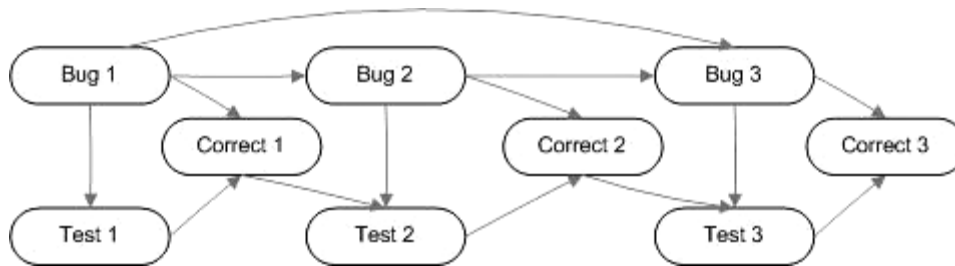 Bug 1
Bug 2
Bug 3
Correct 1
Correct 2
Correct 3
Test 1
Test 2
Test 3